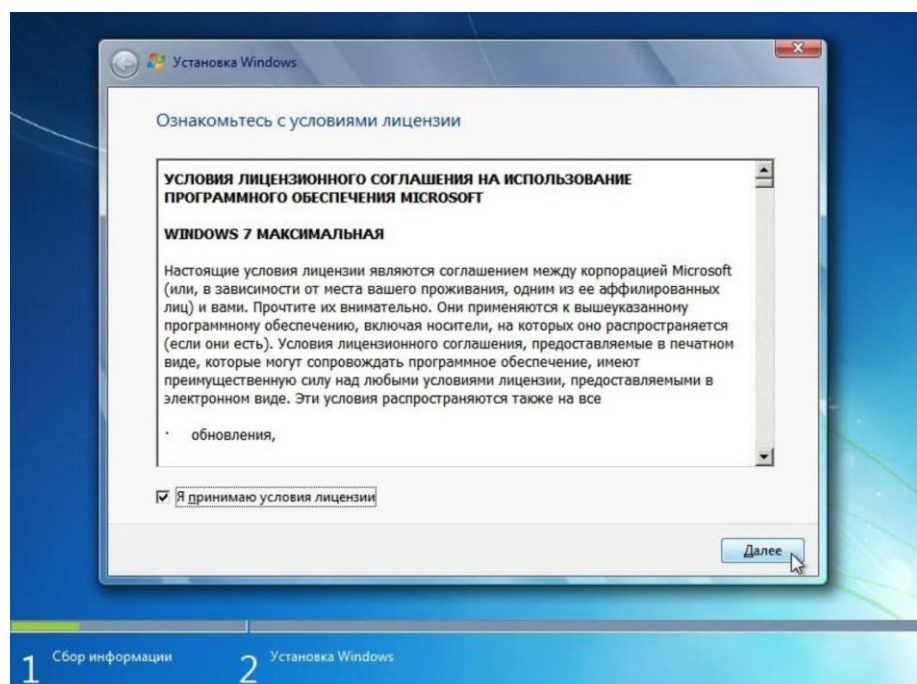 Установка Windows
Ознакомьтесь с условиями лицензии
УСЛОВИЯ ЛИЦЕНЗИОННОГО СОГЛАШЕНИЯ НА ИСПОЛЬЗОВАНИЕ
ПРОГРАММНОГО ОБЕСПЕЧЕНИЯ MICROSOFT
WINDOWS 7 МАКСИМАЛЬНАЯ
Настоящие условия лицензии являются соглашением между корпорацией Microsoft
(или, в зависимости от места вашего проживания, одним из ее аффилированных
лиц) и вами. Прочтите их внимательно. Они применяются к вышеуказанному
программному обеспечению, включая носители, на которых оно распространяется
(если они есть). Условия лицензионного соглашения, предоставляемые в печатном
виде, которые могут сопровождать программное обеспечение, имеют
преимущественную силу над любыми условиями лицензии, предоставляемыми в
электронном виде. Эти условия распространяются также на все
· обновления,
Я принимаю условия лицензии
Далее
1 Сбор информации
2 Установка Windows